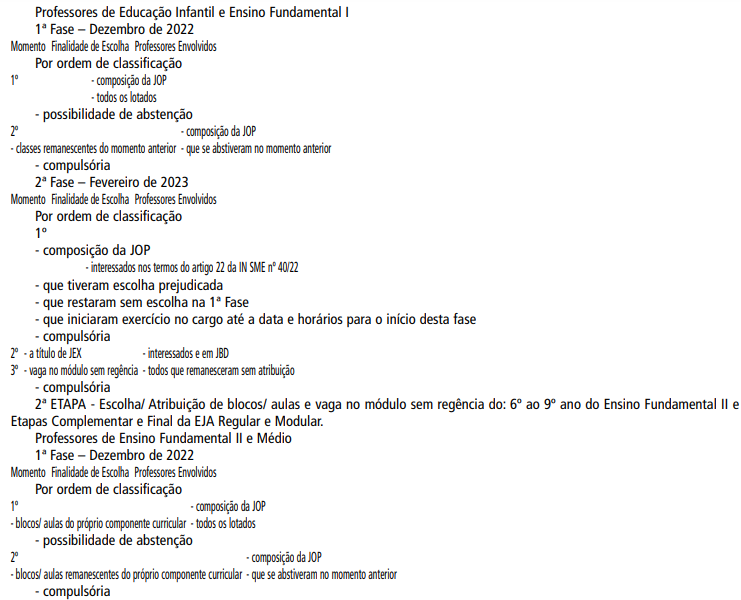 Professores de Educação Infantil e Ensino Fundamental I
1ª Fase – Dezembro de 2022
Momento Finalidade de Escolha Professores Envolvidos
Por ordem de classificação
1º - composição da JOP
- todos os lotados
- possibilidade de abstenção
2º - composição da JOP
- classes remanescentes do momento anterior - que se abstiveram no momento anterior
- compulsória
2ª Fase – Fevereiro de 2023
Momento Finalidade de Escolha Professores Envolvidos
Por ordem de classificação
1º
- composição da JOP
- interessados nos termos do artigo 22 da IN SME nº 40/22
- que tiveram escolha prejudicada
- que restaram sem escolha na 1ª Fase
- que iniciaram exercício no cargo até a data e horários para o início desta fase
- compulsória
2º - a título de JEX - interessados e em JBD
3º - vaga no módulo sem regência - todos que remanesceram sem atribuição
- compulsória
2ª ETAPA - Escolha/ Atribuição de blocos/ aulas e vaga no módulo sem regência do: 6º ao 9º ano do Ensino Fundamental II e
Etapas Complementar e Final da EJA Regular e Modular.
Professores de Ensino Fundamental II e Médio
1ª Fase – Dezembro de 2022
Momento Finalidade de Escolha Professores Envolvidos
Por ordem de classificação
1º - composição da JOP
- blocos/ aulas do próprio componente curricular - todos os lotados
- possibilidade de abstenção
2º - composição da JOP
- blocos/ aulas remanescentes do próprio componente curricular - que se abstiveram no momento anterior
- compulsória